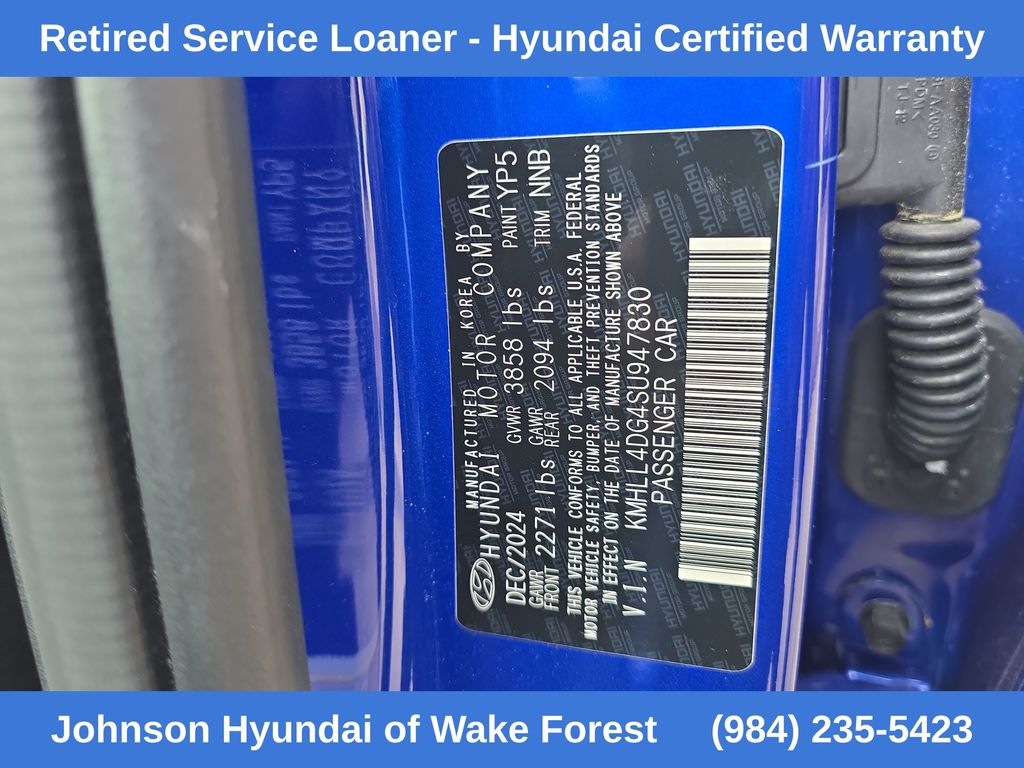 Retired Service Loaner - Hyundai Certified Warranty
MANUFACTURED IN KOREA BY
HYUNDAI MOTOR COMPANY
DEC/2024 GVWR 3858 lbs PAINT YP5
GAWR FRONT 2271 lbs GAWR REAR 2094 lbs TRIM NNB
THIS VEHICLE CONFORMS TO ALL APPLICABLE U.S.A. FEDERAL
MOTOR VEHICLE SAFETY, BUMPER, AND THEFT PREVENTION STANDARDS
IN EFFECT ON THE DATE OF MANUFACTURE SHOWN ABOVE
V.I.N KMHLL4DG4SU947830
PASSENGER CAR
Johnson Hyundai of Wake Forest (984) 235-5423